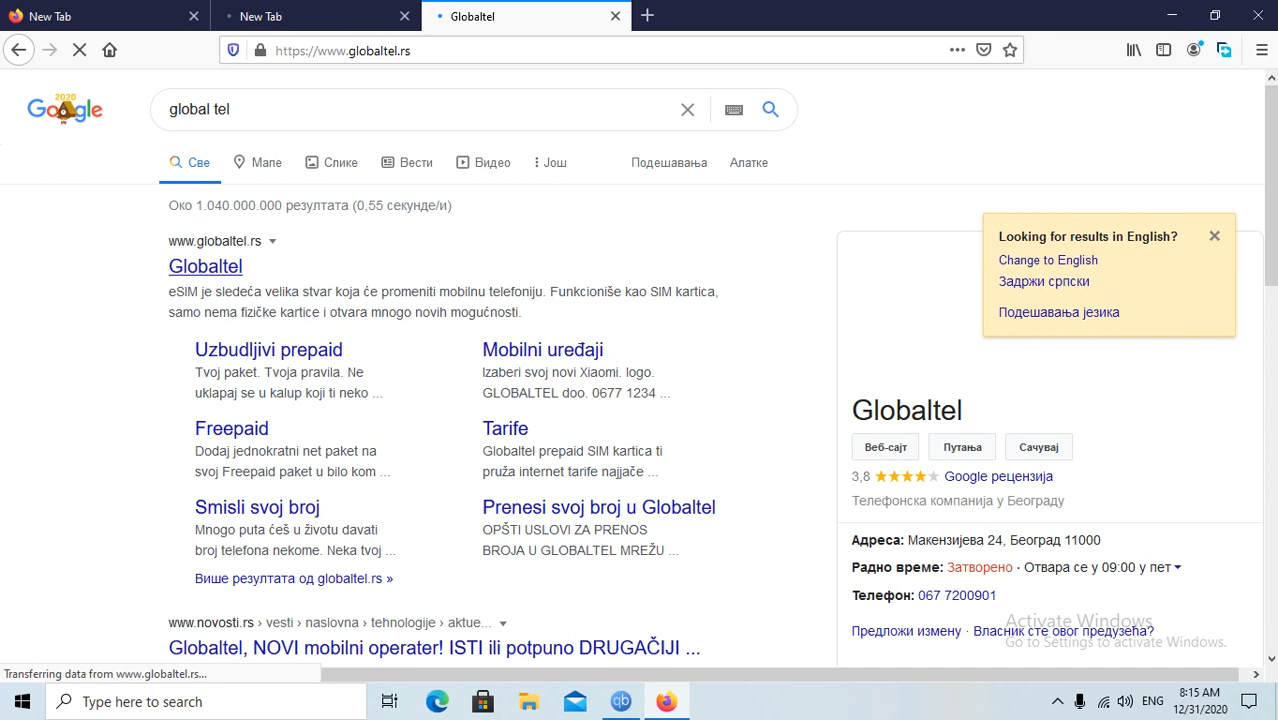 New Tab
New Tab
Globaltel
https://www.globaltel.rs
2020
Google
global tel
Све
Мапе
Слике
Вести
Видео
Још
Подешавања
Алатке
Око 1.040.000.000 резултата (0,55 секунде/и)
www.globaltel.rs
Globaltel
eSIM je sledeća velika stvar koja će promeniti mobilnu telefoniju. Funkcioniše kao SIM kartica,
samo nema fizičke kartice i otvara mnogo novih mogućnosti.
Uzbudljivi prepaid
Tvoj paket. Tvoja pravila. Ne
uklapaj se u kalup koji ti neko ...
Mobilni uređaji
Izaberi svoj novi Xiaomi. logo.
GLOBALTEL doo. 0677 1234 ...
Freepaid
Dodaj jednokratni net paket na
svoj Freepaid paket u bilo kom ...
Tarife
Globaltel prepaid SIM kartica ti
pruža internet tarife najjače ...
Smisli svoj broj
Mnogo puta ćeš u životu davati
broj telefona nekome. Neka tvoj ...
Prenesi svoj broj u Globaltel
OPŠTI USLOVI ZA PRENOS
BROJA U GLOBALTEL MREŽU ...
Више резултата од globaltel.rs »
www.novosti.rs › vesti › naslovna › tehnologije › aktue...
Globaltel, NOVI mobilni operater! ISTI ili potpuno DRUGAČIJI ...
Looking for results in English?
Change to English
Задржи српски
Подешавања језика
Globaltel
Веб-сајт
Путања
Сачувај
3,8 Google рецензија
Телефонска компанија у Београду
Адреса: Макензијева 24, Београд 11000
Радно време: Затворено · Отвара се у 09:00 у пет
Телефон: 067 7200901
Предложи измену · Власник сте овог предузећа?
Activate Windows
Go to Settings to activate Windows.
Transferring data from www.globaltel.rs...
Type here to search
qb
ENG
8:15 AM
12/31/2020